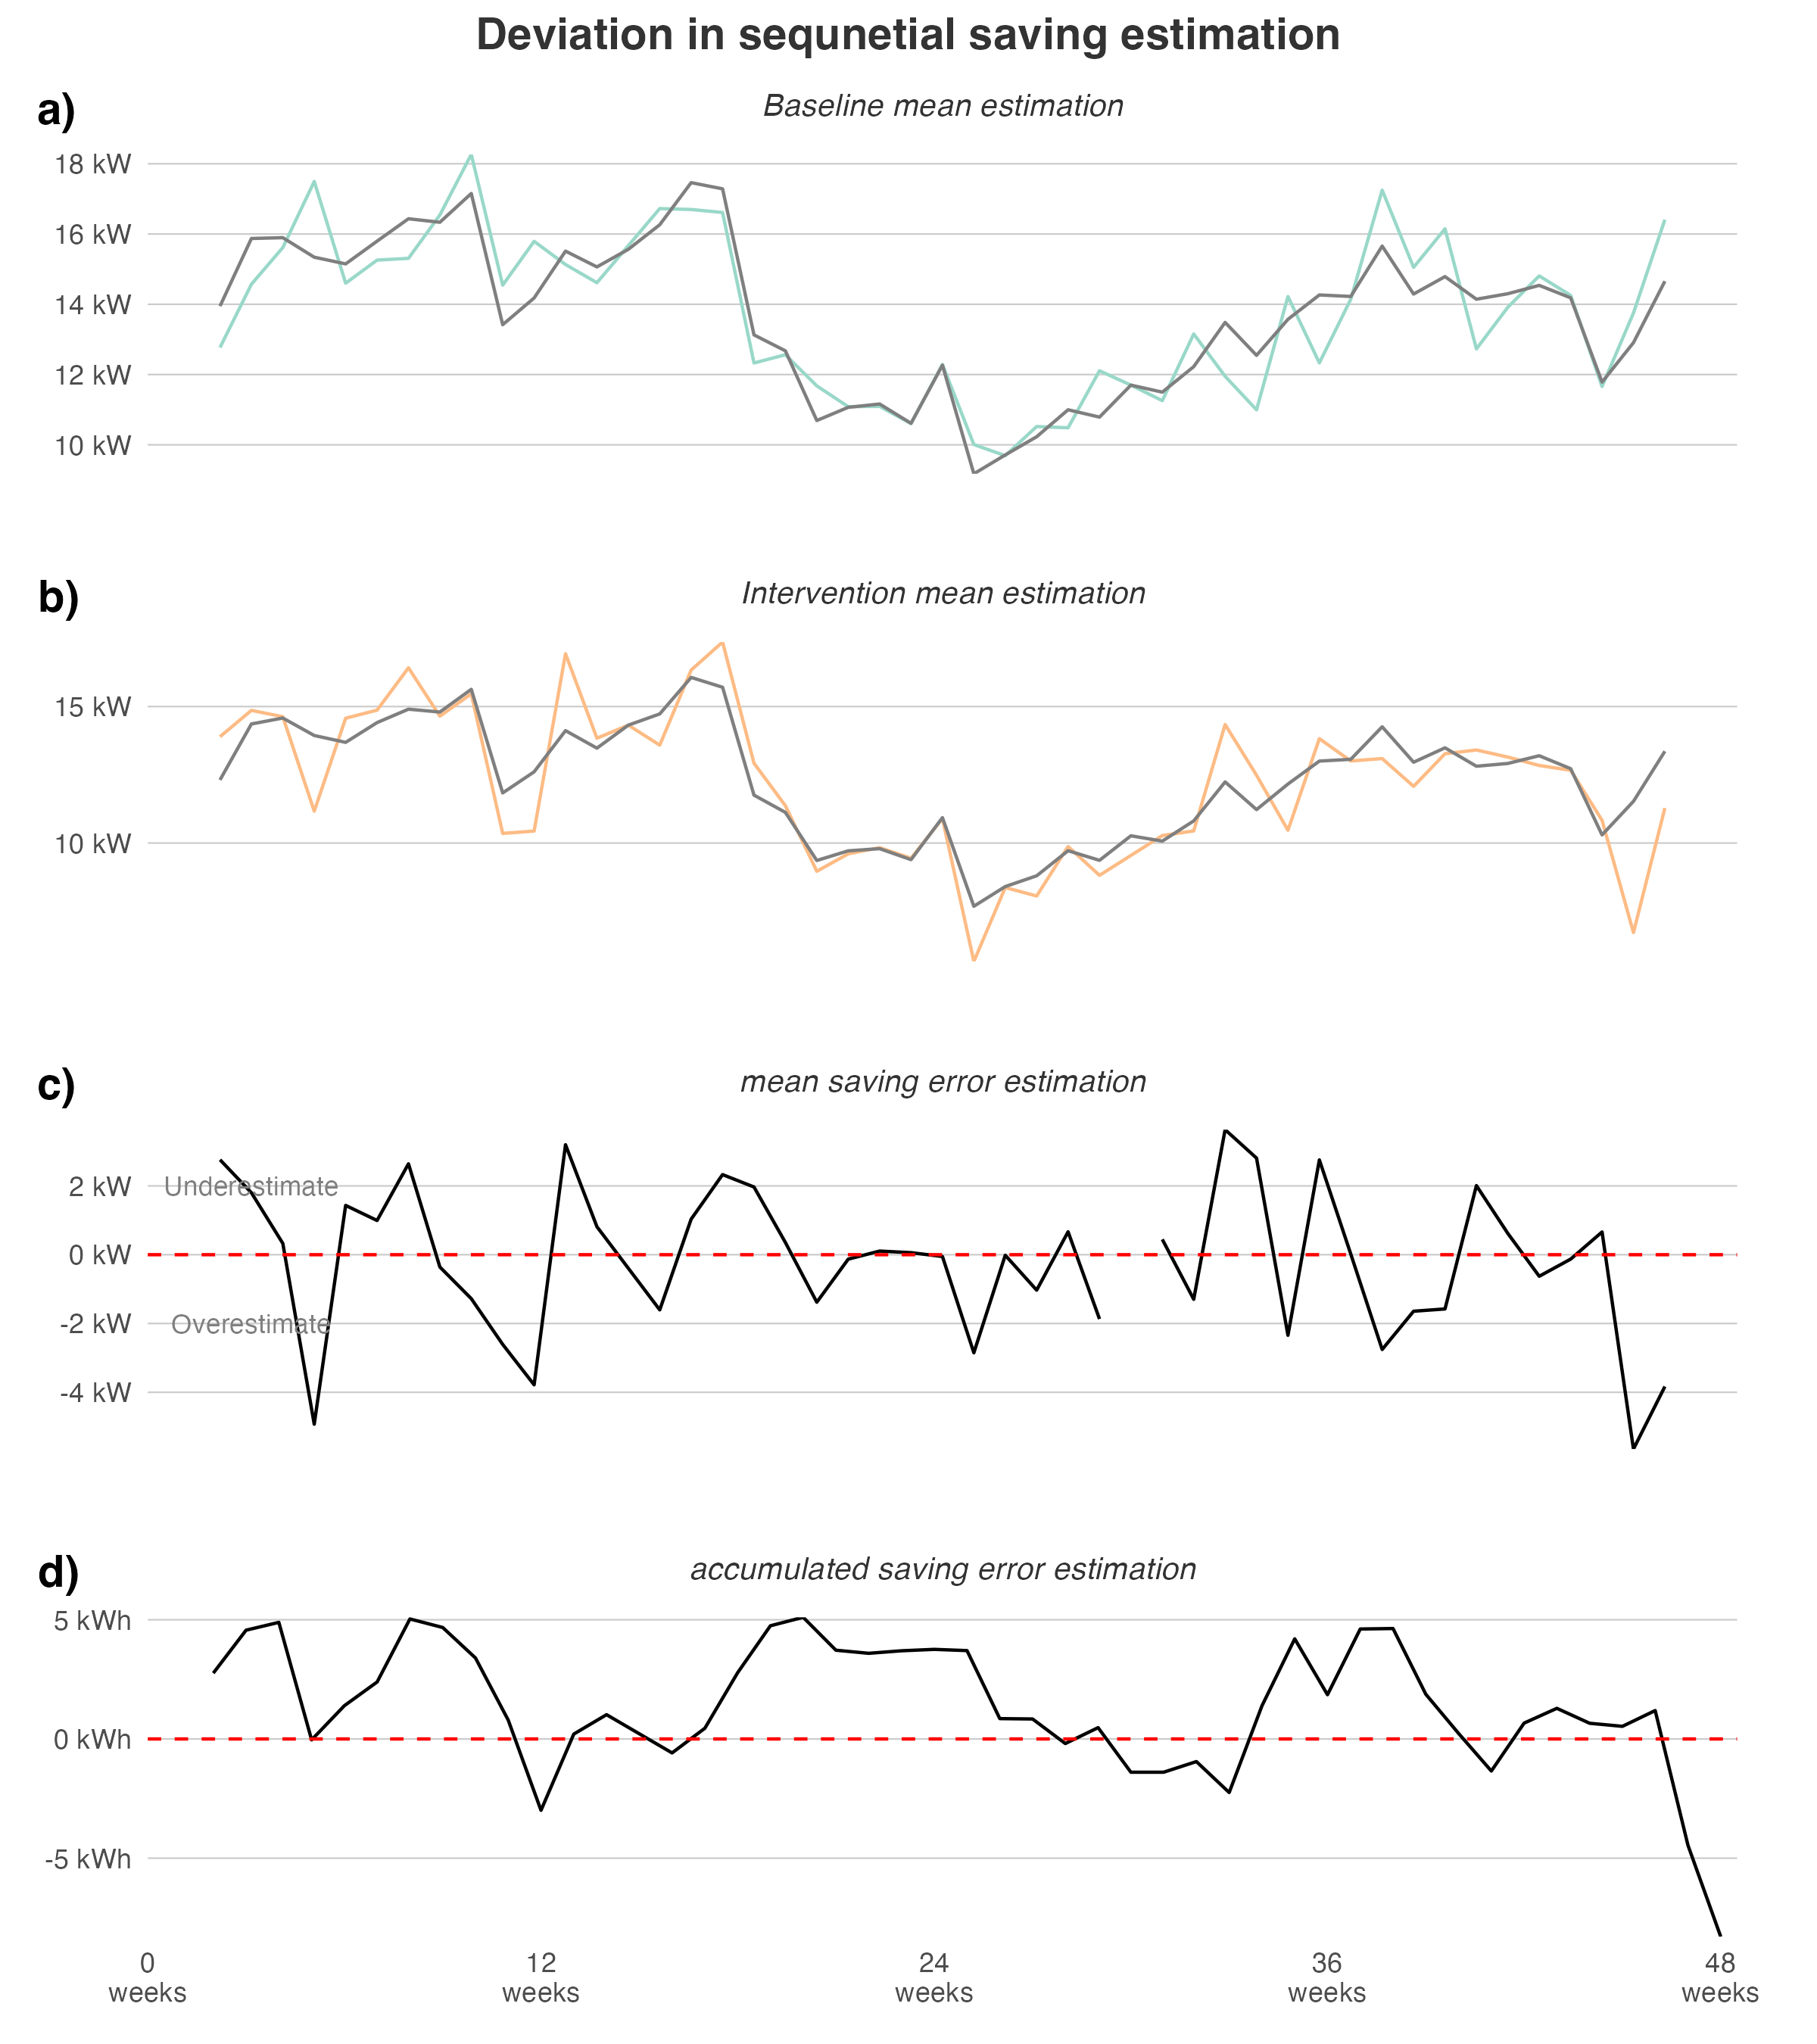 Deviation in sequnetial saving estimation
a)
Baseline mean estimation
18 kW
16 kW
14 kW
12 kW
10 kW
b)
Intervention mean estimation
15 kW
10 kW
c)
mean saving error estimation
2 kW
Underestimate
0 kW
-2 kW
Overestimate
-4 kW
d)
accumulated saving error estimation
5 kWh
0 kWh
-5 kWh
0
weeks
12
weeks
24
weeks
36
weeks
48
weeks